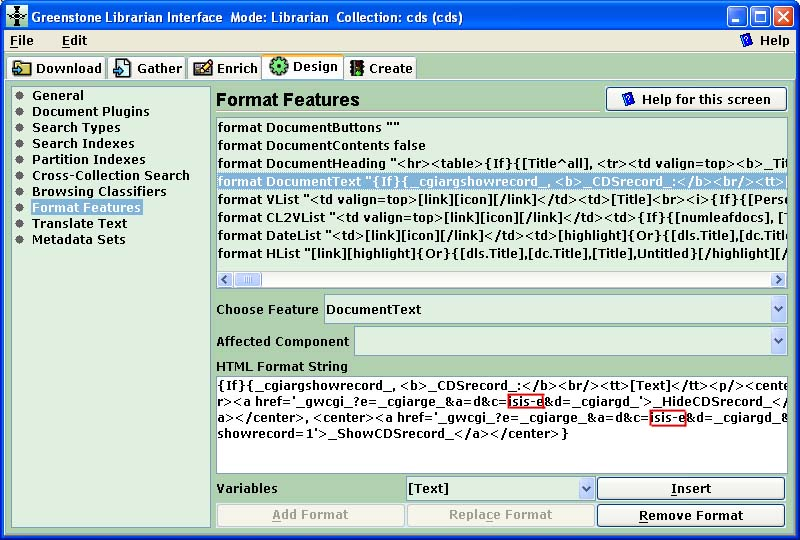 Greenstone Librarian Interface  Mode: Librarian  Collection: cds (cds)
File Edit Help
Download Gather Enrich Design Create
General
Document Plugins
Search Types
Search Indexes
Partition Indexes
Cross-Collection Search
Browsing Classifiers
Format Features
Translate Text
Metadata Sets
Format Features
Help for this screen
format DocumentButtons ""
format DocumentContents false
format DocumentHeading "<hr><table>{If}{[Title^all], <tr><td valign=top><b>_Tit
format DocumentText "{If}{_cgiargshowrecord_, <b>_CDSrecord_:</b><br/><tt>[
format VList "<td valign=top>[link][icon][/link]</td><td>[Title]<br><i>{If}{[Pers
format CL2VList "<td valign=top>[link][icon][/link]</td><td>{If}{[numleafdocs], [T
format DateList "<td>[link][icon][/link]</td><td>[highlight]{Or}{[dls.Title],[dc.Titl
format HList "[link][highlight]{Or}{[dls.Title],[dc.Title],[Title],Untitled}[/highlight][/
Choose Feature DocumentText
Affected Component
HTML Format String
{If}{_cgiargshowrecord_, <b>_CDSrecord_:</b><br/><tt>[Text]</tt><p/><cente
r><a href='_gwcgi_?e=_cgiarge_&a=d&c=isis-e&d=_cgiargd_'>_HideCDSrecord_</
a></center>, <center><a href='_gwcgi_?e=_cgiarge_&a=d&c=isis-e&d=_cgiargd_&
showrecord=1'>_ShowCDSrecord_</a></center>}
Variables [Text] Insert
Add Format Replace Format Remove Format